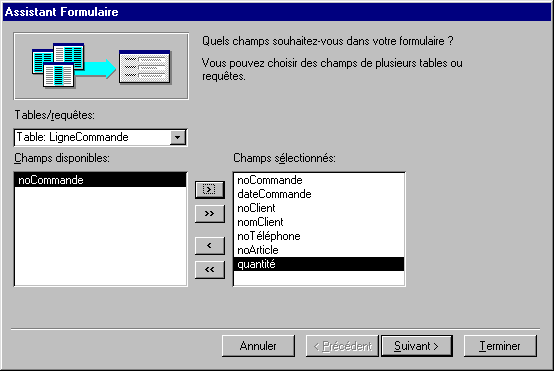 Assistant Formulaire
Quels champs souhaitez-vous dans votre formulaire ?
Vous pouvez choisir des champs de plusieurs tables ou
requêtes.
Tables/requêtes:
Table: LigneCommande
Champs disponibles:
noCommande
>
>>
<
<<
Champs sélectionnés:
noCommande
dateCommande
noClient
nomClient
noTéléphone
noArticle
quantité
Annuler
< Précédent
Suivant >
Terminer